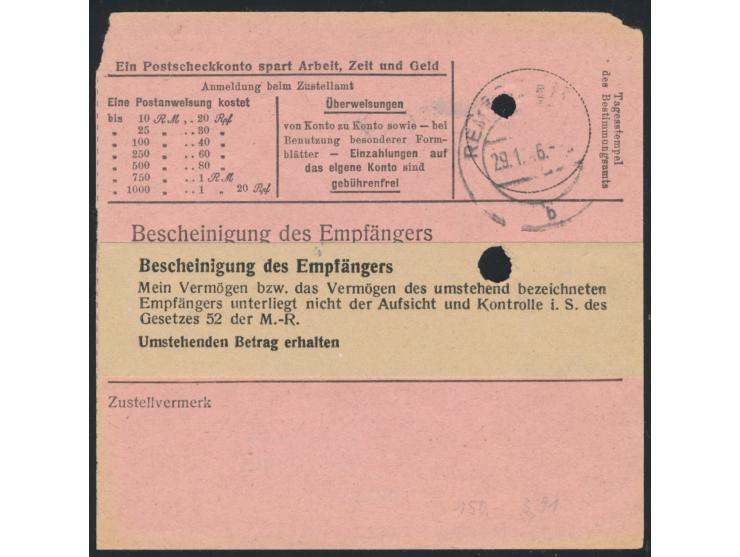 Ein Postscheckkonto spart Arbeit, Zeit und Geld
Anmeldung beim Zustellamt
Eine Postanweisung kostet
bis 10 RM . . 20 Rpf
„ 25 „ . . 30 „
„ 100 „ . . 40 „
„ 250 „ . . 60 „
„ 500 „ . . 80 „
„ 750 „ . . 1 RM
„ 1000 „ . . 1 „ 20 Rpf
Überweisungen
von Konto zu Konto sowie — bei
Benutzung besonderer Form-
blätter — Einzahlungen auf
das eigene Konto sind
gebührenfrei
Tagesstempel
des Bestimmungsamts
29.1. 6.-
b
Bescheinigung des Empfängers
Bescheinigung des Empfängers
Mein Vermögen bzw. das Vermögen des umstehend bezeichneten
Empfängers unterliegt nicht der Aufsicht und Kontrolle i. S. des
Gesetzes 52 der M.-R.
Umstehenden Betrag erhalten
Zustellvermerk
150.-